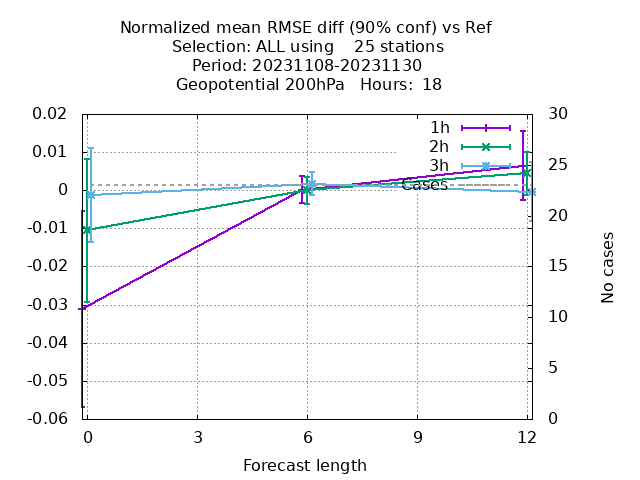 Normalized mean RMSE diff (90% conf) vs Ref
Selection: ALL using    25 stations
Period: 20231108-20231130
Geopotential 200hPa   Hours:  18
0.02
0.01
0
-0.01
-0.02
-0.03
-0.04
-0.05
-0.06
1h
2h
3h
Cases
30
25
20
15
10
5
0
No cases
0 3 6 9 12
Forecast length